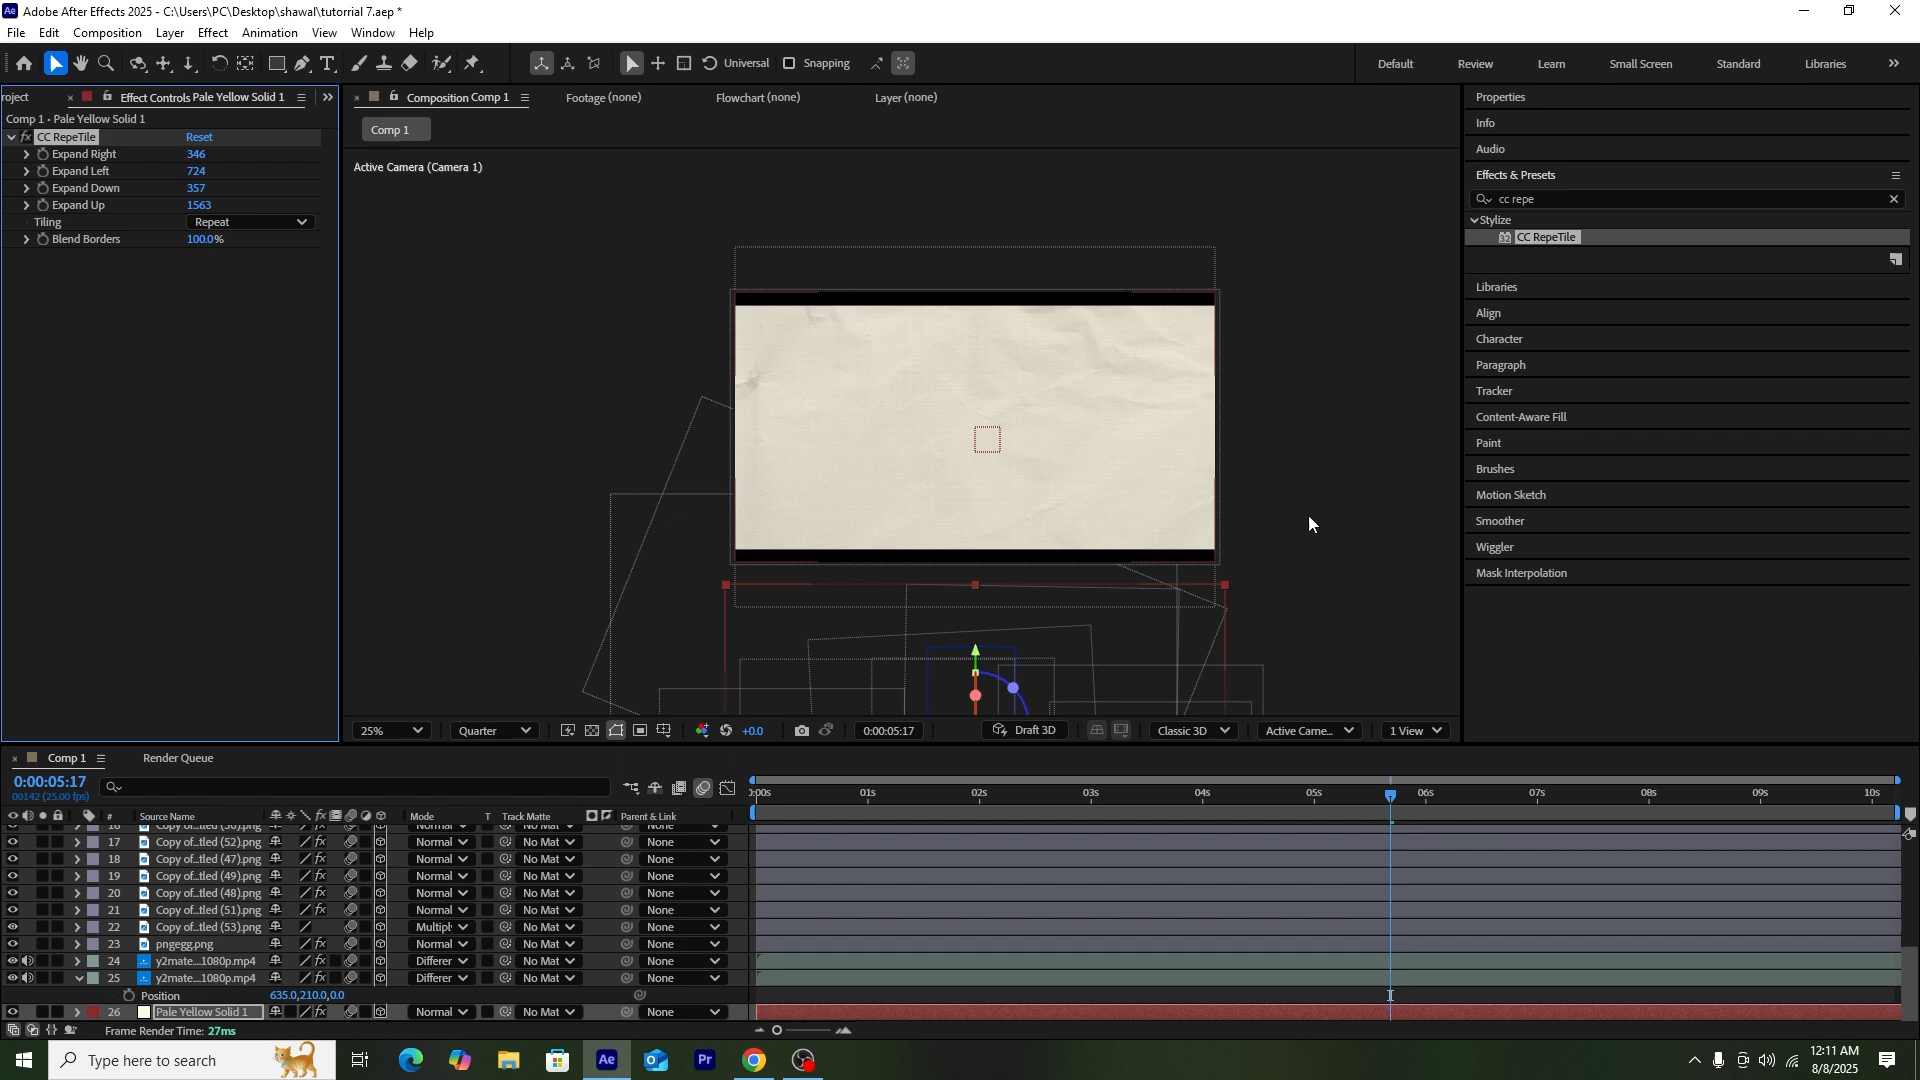 Adobe After Effects 2025 - C:\Users\PC\Desktop\shawal\tutorrial 7.aep *
File Edit Composition Layer Effect Animation View Window Help
Universal Snapping Default Review Learn Small Screen Standard Libraries
roject Effect Controls Pale Yellow Solid 1
Comp 1 - Pale Yellow Solid 1
fx CC RepeTile Reset
Expand Right 346
Expand Left 724
Expand Down 357
Expand Up 1563
Tiling Repeat
Blend Borders 100.0%
Composition Comp 1 Footage (none) Flowchart (none) Layer (none)
Comp 1
Active Camera (Camera 1)
25% Quarter +0.0 0:00:05:17 Draft 3D Classic 3D Active Came... 1 View
Properties
Info
Audio
Effects & Presets
cc repe
Stylize
CC RepeTile
Libraries
Align
Character
Paragraph
Tracker
Content-Aware Fill
Paint
Brushes
Motion Sketch
Smoother
Wiggler
Mask Interpolation
Comp 1 Render Queue
0:00:05:17
00142 (25.00 fps)
01s 02s 03s 04s 05s 06s 07s 08s 09s 10s
# Source Name Mode T Track Matte Parent & Link
17 Copy of...tled (52).png Normal No Mat None
18 Copy of...tled (47).png Normal No Mat None
19 Copy of...tled (49).png Normal No Mat None
20 Copy of...tled (48).png Normal No Mat None
21 Copy of...tled (51).png Normal No Mat None
22 Copy of...tled (53).png Multipl No Mat None
23 pngegg.png Normal No Mat None
24 y2mate....1080p.mp4 Differer No Mat None
25 y2mate....1080p.mp4 Differer No Mat None
Position 635.0,210.0,0.0
26 Pale Yellow Solid 1 Normal No Mat None
Frame Render Time: 27ms
Type here to search
12:11 AM
8/8/2025